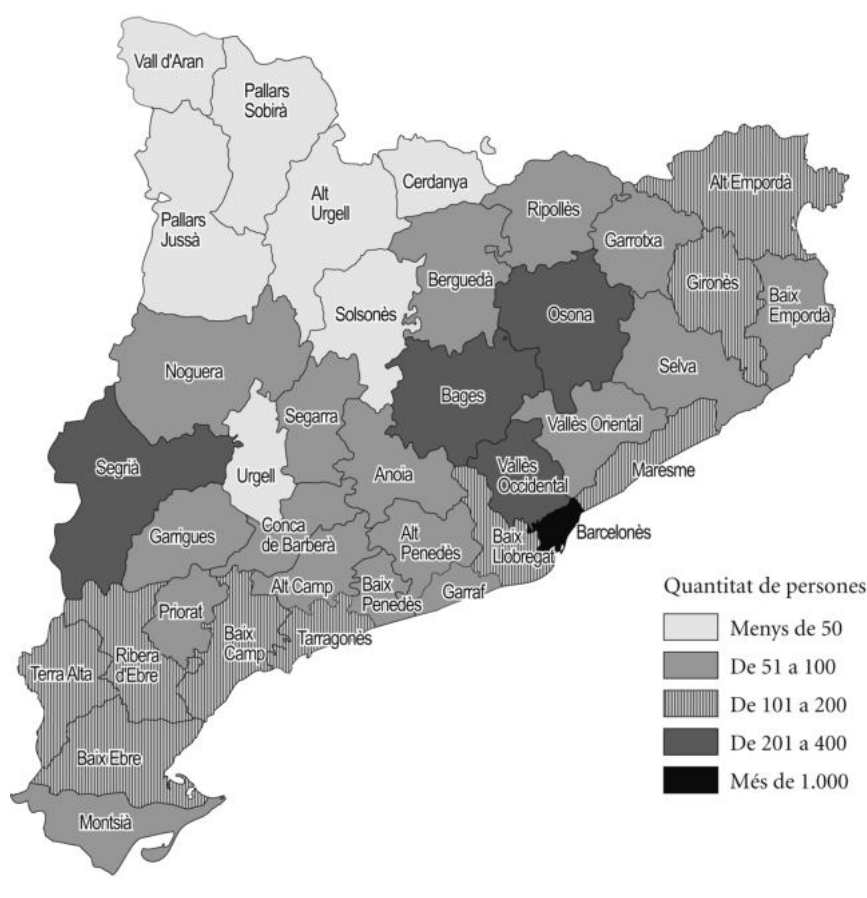 Vall d'Aran
Pallars
Sobirà
Pallars
Jussà
Alt
Urgell
Cerdanya
Ripollès
Alt Empordà
Garrotxa
Berguedà
Gironès
Baix
Empordà
Solsonès
Osona
Noguera
Selva
Bages
Segarra
Vallès Oriental
Segrià
Urgell
Anoia
Vallès
Occidental
Maresme
Garrigues
Conca
de Barberà
Alt
Penedès
Baix
Llobregat
Barcelonès
Alt Camp
Baix
Penedès
Garraf
Priorat
Baix
Camp
Tarragonès
Terra Alta
Ribera
d'Ebre
Baix Ebre
Montsià
Quantitat de persones
Menys de 50
De 51 a 100
De 101 a 200
De 201 a 400
Més de 1.000